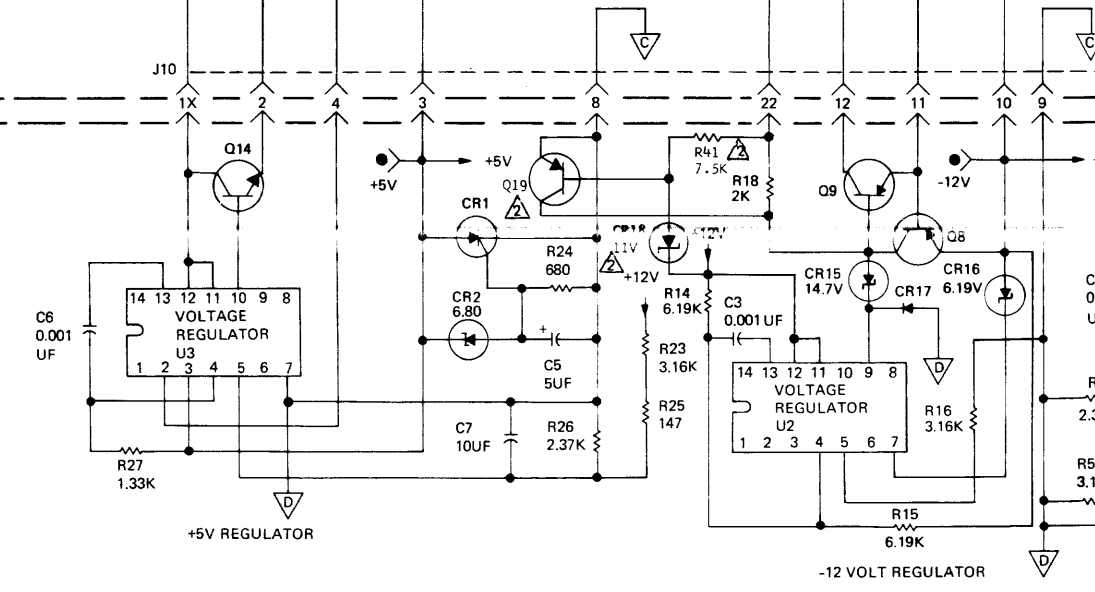 C
C
J10
1X 2 4 3 8 22 12 11 10 9
Q14
+5V
+5V
Q19
2
R41
7.5K
2
R18
2K
Q9
-12V
Q8
CR1
CR18
11V
2
+12V
+12V
R24
680
CR15
14.7V
CR16
6.19V
CR17
C6
0.001
UF
14 13 12 11 10 9 8
VOLTAGE
REGULATOR
U3
1 2 3 4 5 6 7
CR2
6.80
+
C5
5UF
R14
6.19K
C3
0.001 UF
R23
3.16K
R25
147
14 13 12 11 10 9 8
VOLTAGE
REGULATOR
U2
1 2 3 4 5 6 7
D
R16
3.16K
C7
10UF
R26
2.37K
R27
1.33K
D
+5V REGULATOR
R15
6.19K
D
-12 VOLT REGULATOR